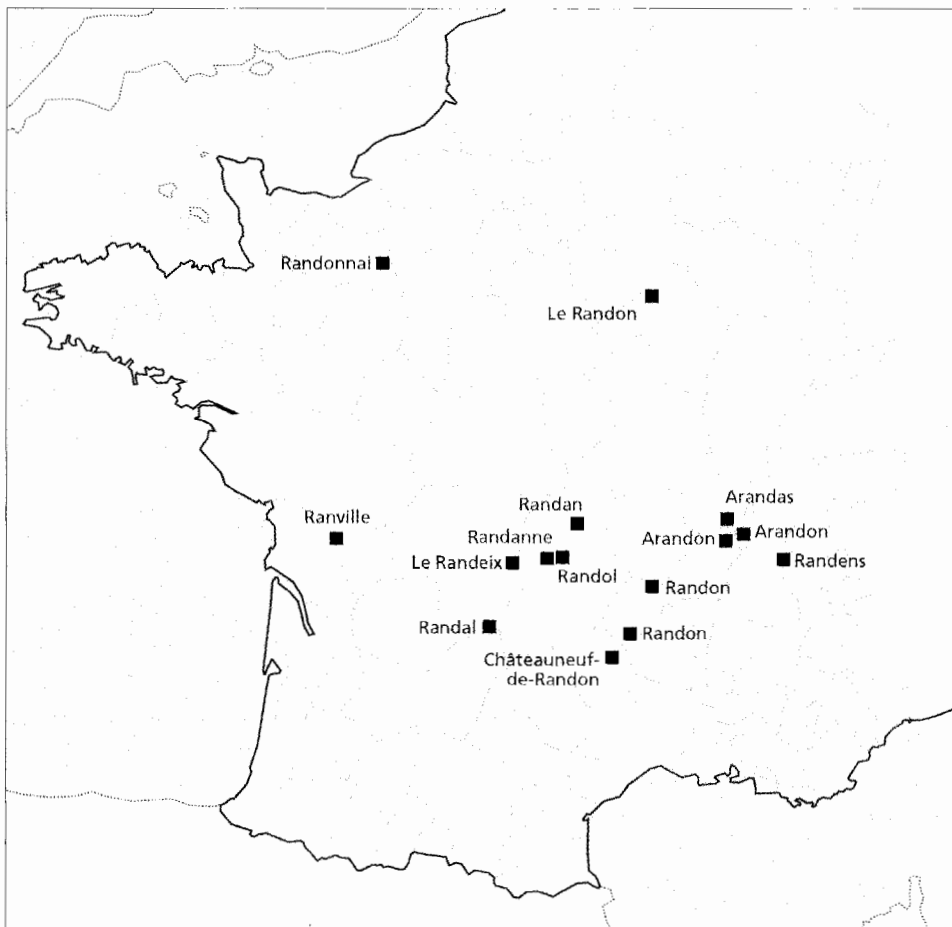 Randonnai
Le Randon
Arandas
Randan
Ranville
Randanne
Arandon
Arandon
Le Randeix
Randol
Randens
Randon
Randal
Randon
Châteauneuf-
de-Randon